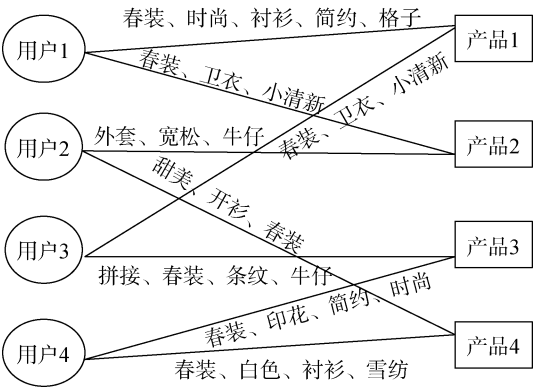 春装、时尚、衬衫、简约、格子
用户1
产品1
春装、卫衣、小清新
春装、卫衣、小清新
用户2
外套、宽松、牛仔
产品2
甜美、开衫、春装
用户3
产品3
拼接、春装、条纹、牛仔
春装、印花、简约、时尚
用户4
产品4
春装、白色、衬衫、雪纺